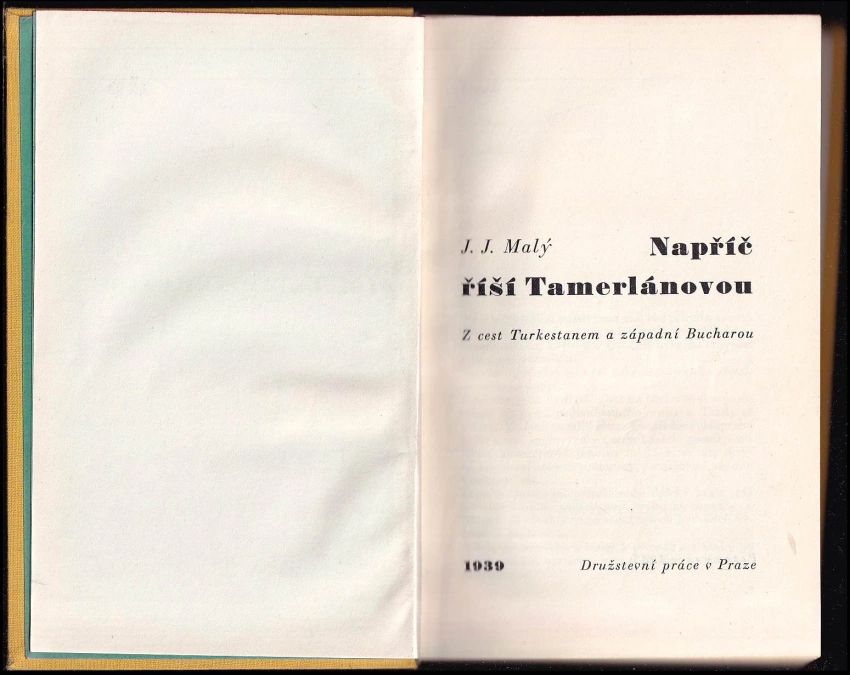 J. J. Malý Napříč
říší Tamerlánovou
Z cest Turkestanem a západní Bucharou
1939 Družstevní práce v Praze